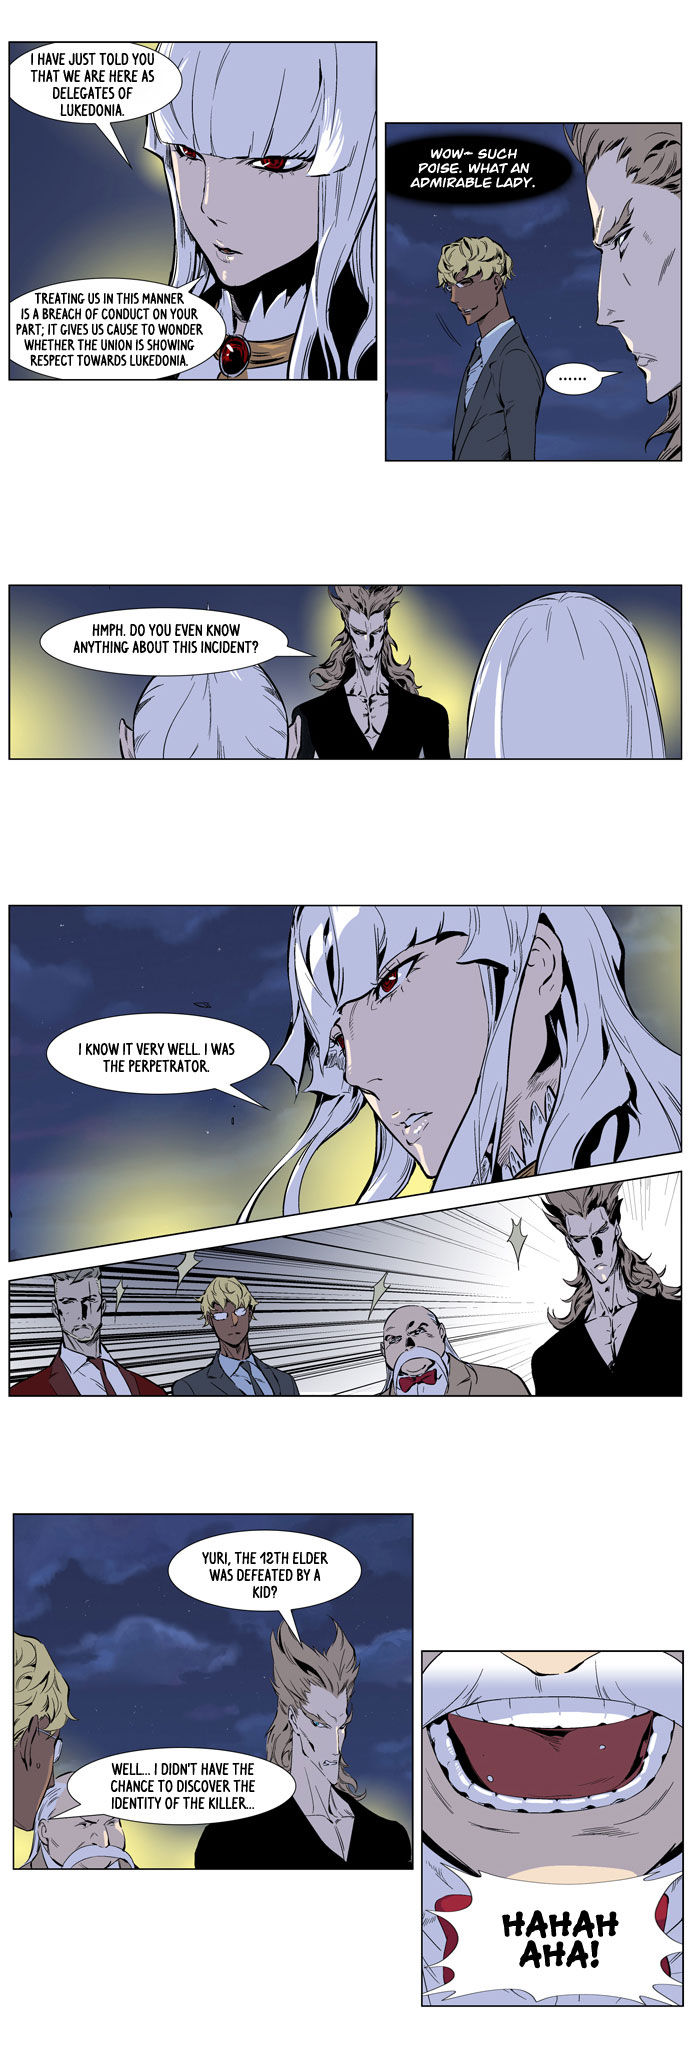 I HAVE JUST TOLD YOU
THAT WE ARE HERE AS
DELEGATES OF
LUKEDONIA.
TREATING US IN THIS MANNER
IS A BREACH OF CONDUCT ON YOUR
PART; IT GIVES US CAUSE TO WONDER
WHETHER THE UNION IS SHOWING
RESPECT TOWARDS LUKEDONIA.
WOW~ SUCH
POISE. WHAT AN
ADMIRABLE LADY.
......
HMPH. DO YOU EVEN KNOW
ANYTHING ABOUT THIS INCIDENT?
I KNOW IT VERY WELL. I WAS
THE PERPETRATOR.
YURI, THE 12TH ELDER
WAS DEFEATED BY A
KID?
WELL... I DIDN'T HAVE THE
CHANCE TO DISCOVER THE
IDENTITY OF THE KILLER...
HAHAH
AHA!